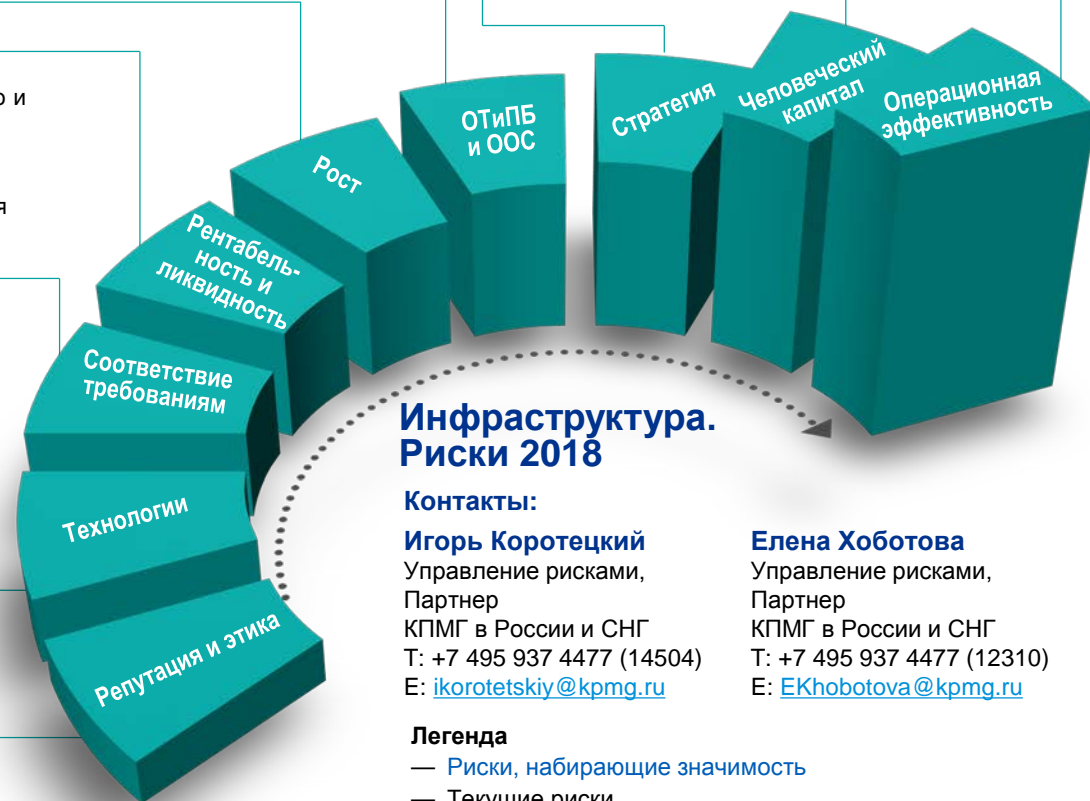 о и
я
Человеческий
капитал
Операционная
эффективность
Стратегия
ОТиПБ
и ООС
Рост
Рентабель-
ность и
ликвидность
Соответствие
требованиям
Технологии
Репутация и этика
Инфраструктура.
Риски 2018
Контакты:
Игорь Коротецкий
Управление рисками,
Партнер
КПМГ в России и СНГ
Т: +7 495 937 4477 (14504)
E: ikorotetskiy@kpmg.ru
Елена Хоботова
Управление рисками,
Партнер
КПМГ в России и СНГ
Т: +7 495 937 4477 (12310)
E: EKhobotova@kpmg.ru
Легенда
— Риски, набирающие значимость
— Текущие риски